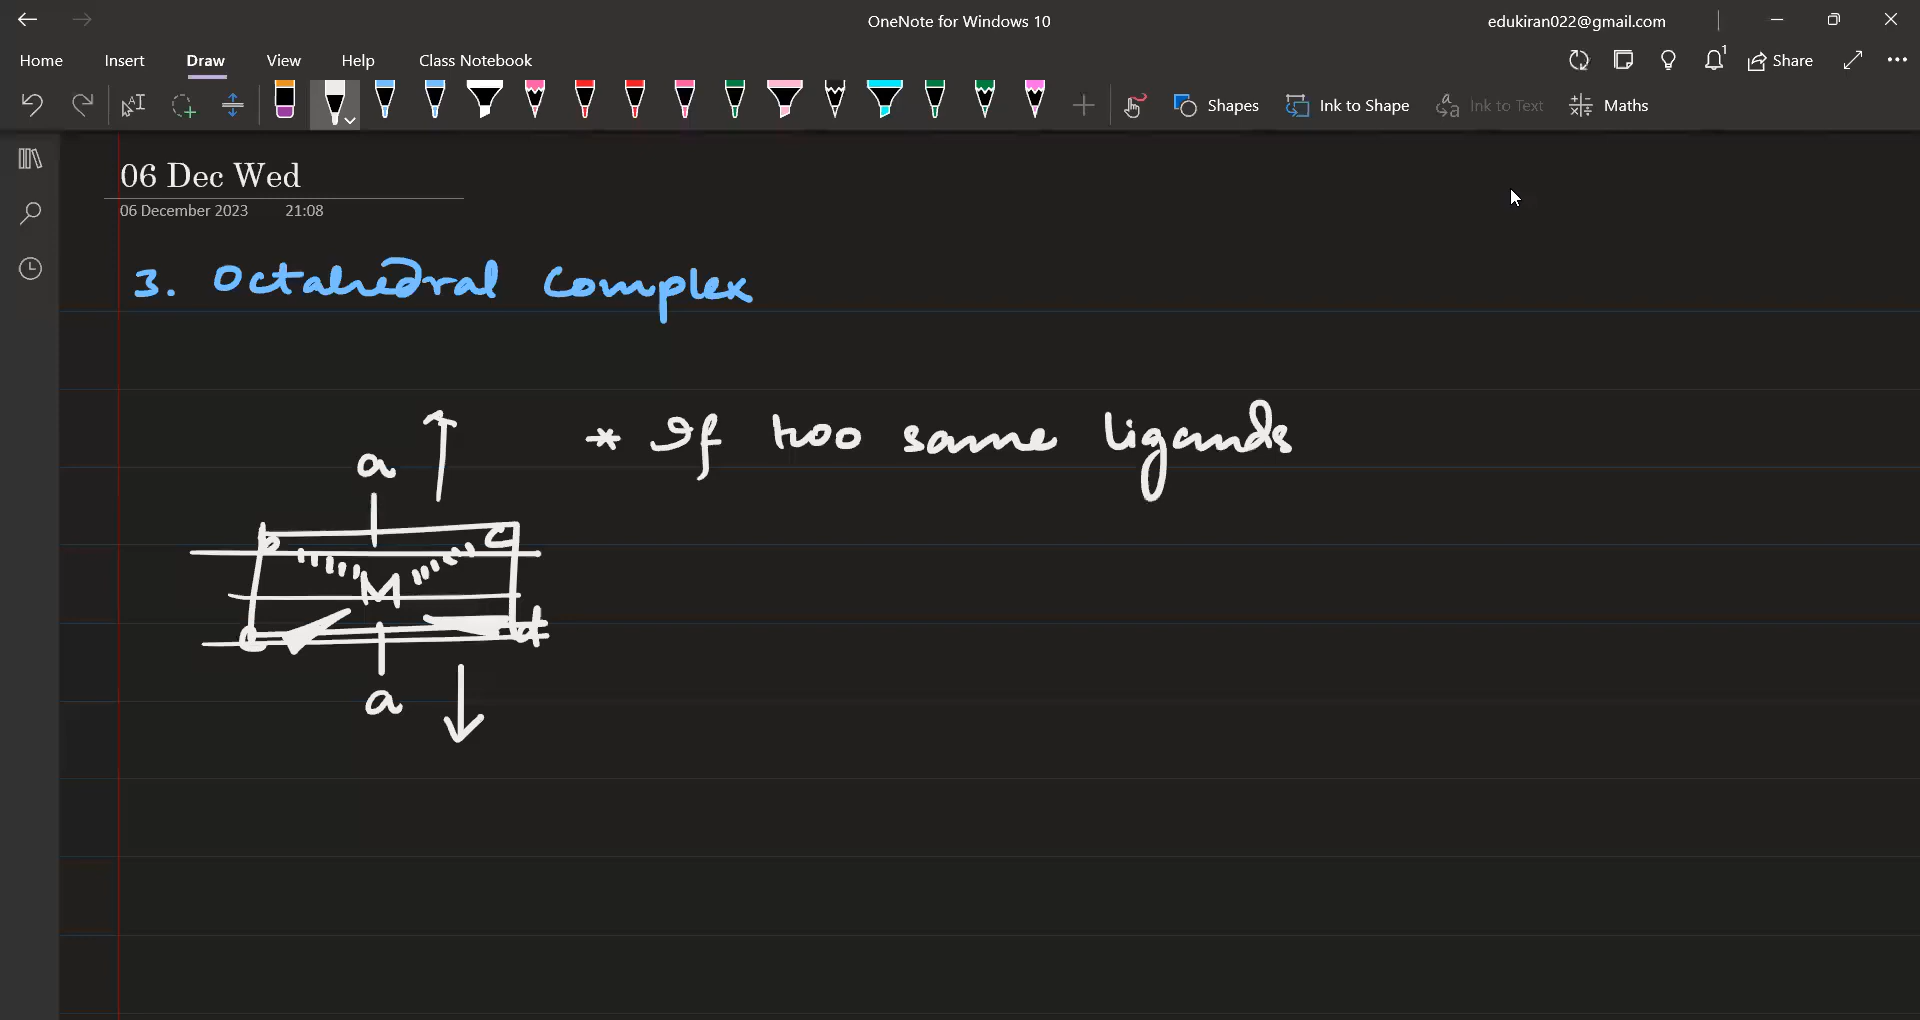 OneNote for Windows 10
edukiran022@gmail.com
Home Insert Draw View Help Class Notebook
1 Share
Shapes Ink to Shape Ink to Text Maths
06 Dec Wed
06 December 2023 21:08
3. Octahedral Complex
* If two same ligands
a
b c
M
d
a